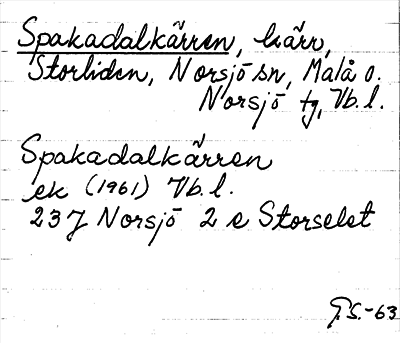 Spakadalkärren, kärr,
Storliden, Norsjö sn, Malå o.
Norsjö tg, Vb. l.
Spakadalkärren
ek (1961) Vb. l.
23 J Norsjö 2 e Storselet
G.S.-63